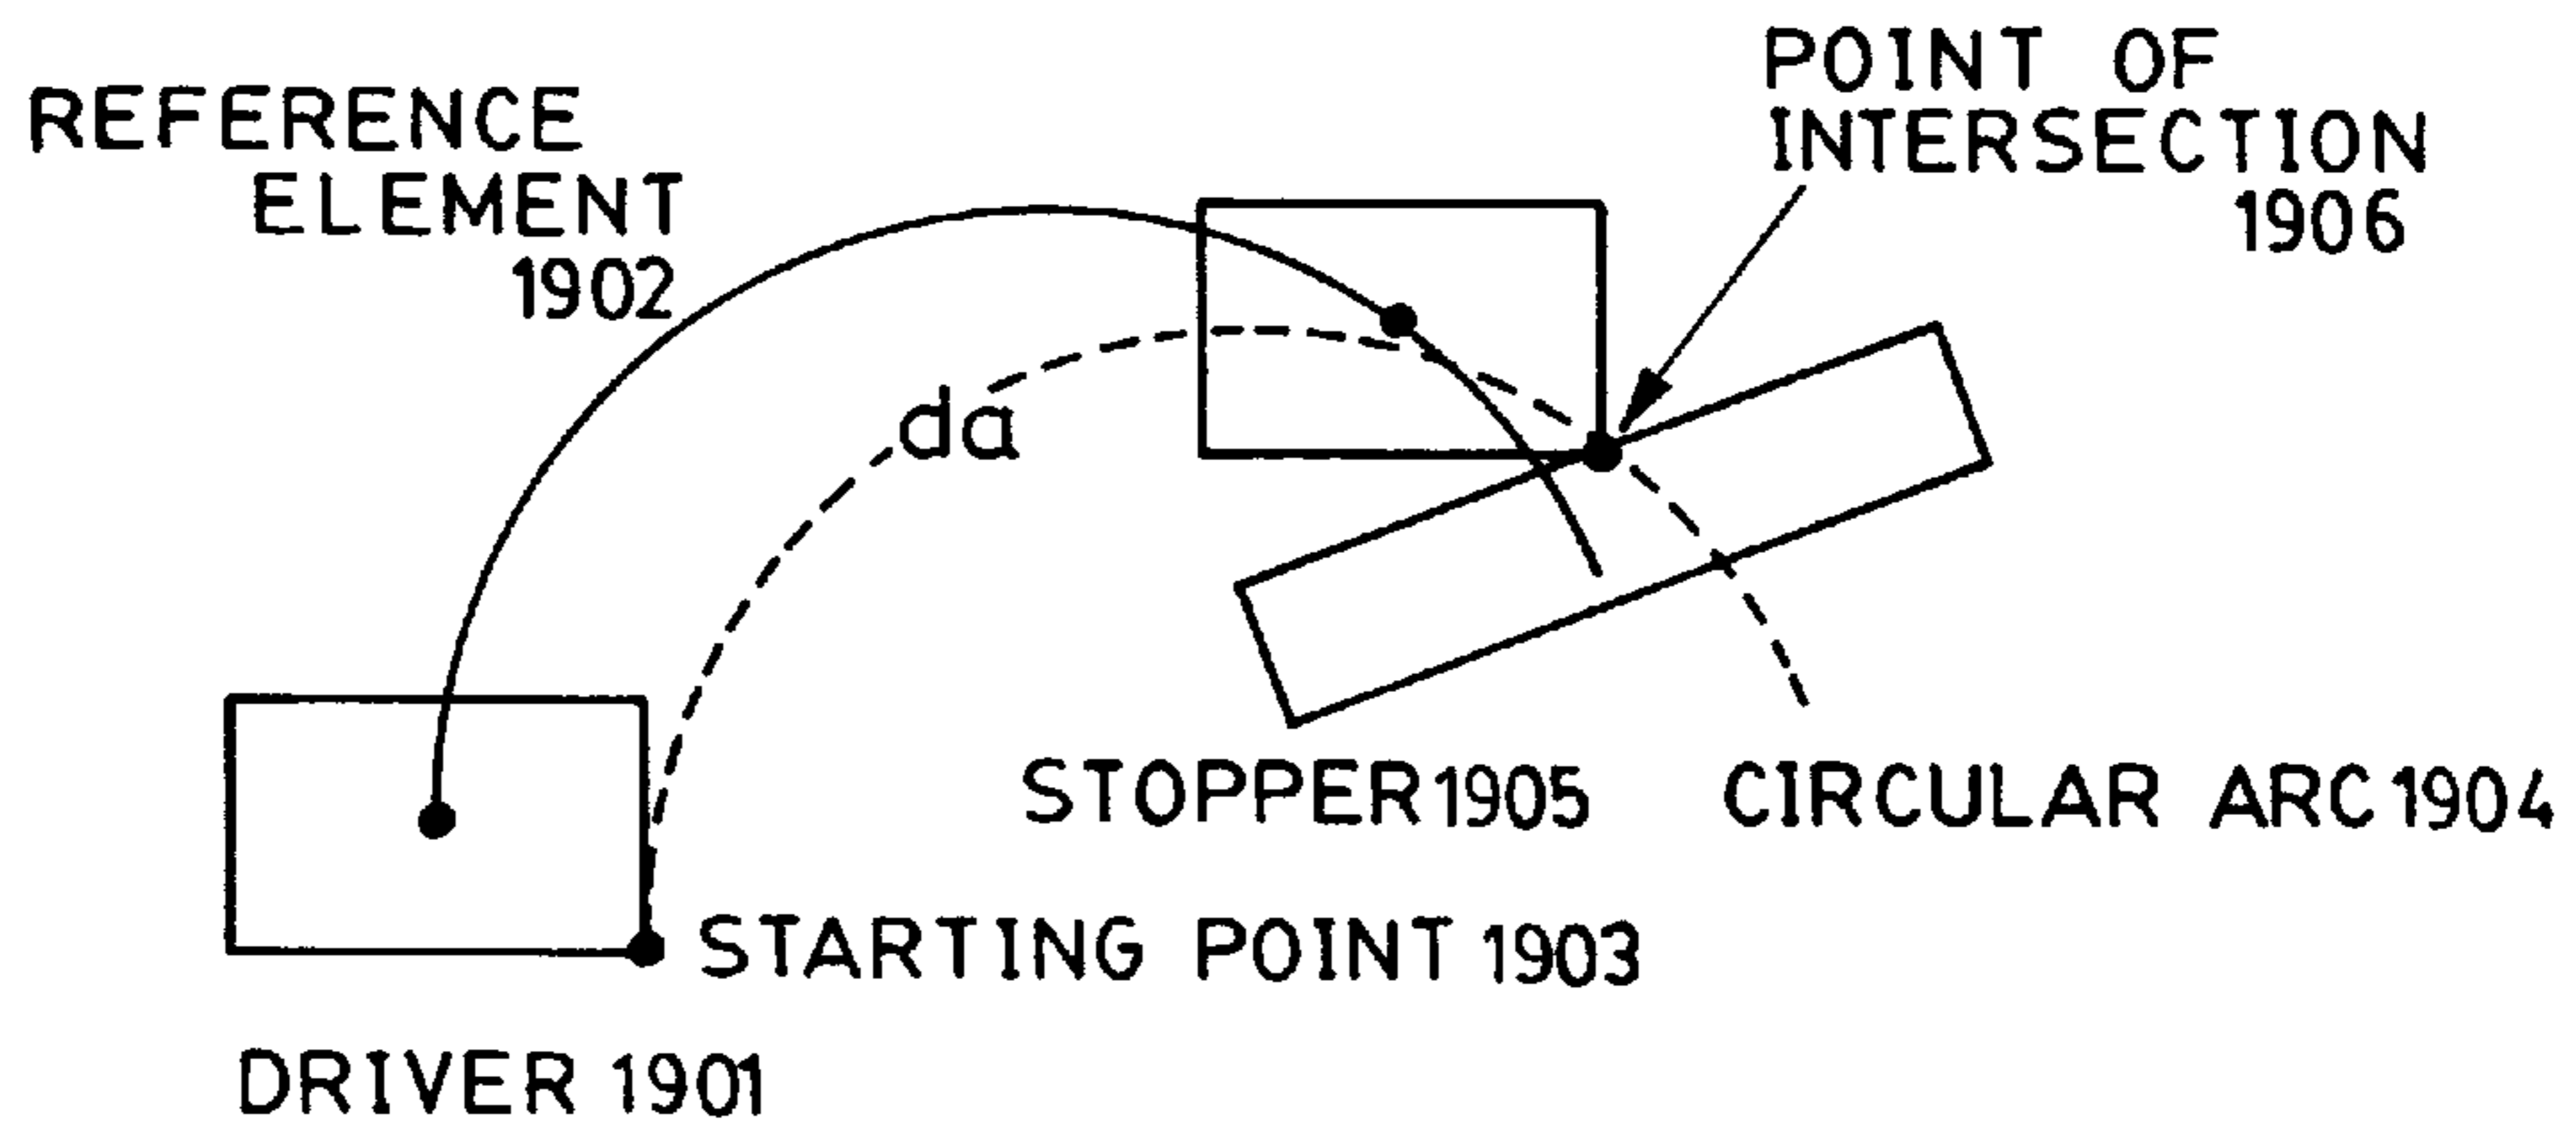 REFERENCE
ELEMENT
1902
POINT OF
INTERSECTION
1906
da
STOPPER 1905
CIRCULAR ARC 1904
STARTING POINT 1903
DRIVER 1901